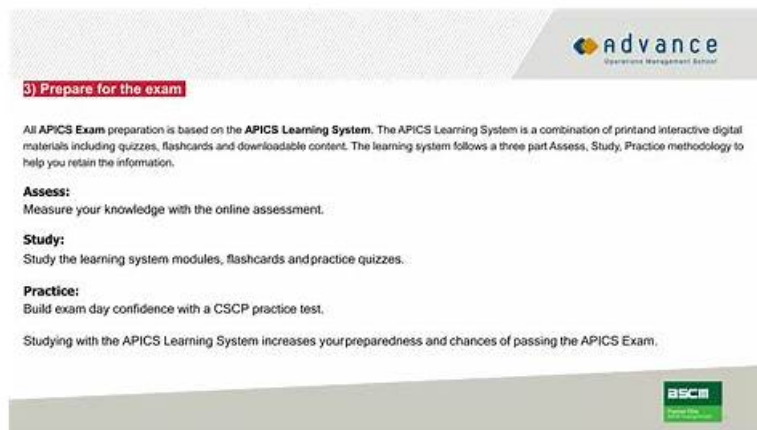 Advance
Operations Management School
3) Prepare for the exam
All APICS Exam preparation is based on the APICS Learning System. The APICS Learning System is a combination of printand interactive digital
materials including quizzes, flashcards and downloadable content. The learning system follows a three part Assess, Study, Practice methodology to
help you retain the information.
Assess:
Measure your knowledge with the online assessment.
Study:
Study the learning system modules, flashcards andpractice quizzes.
Practice:
Build exam day confidence with a CSCP practice test.
Studying with the APICS Learning System increases yourpreparedness and chances of passing the APICS Exam.
ascm